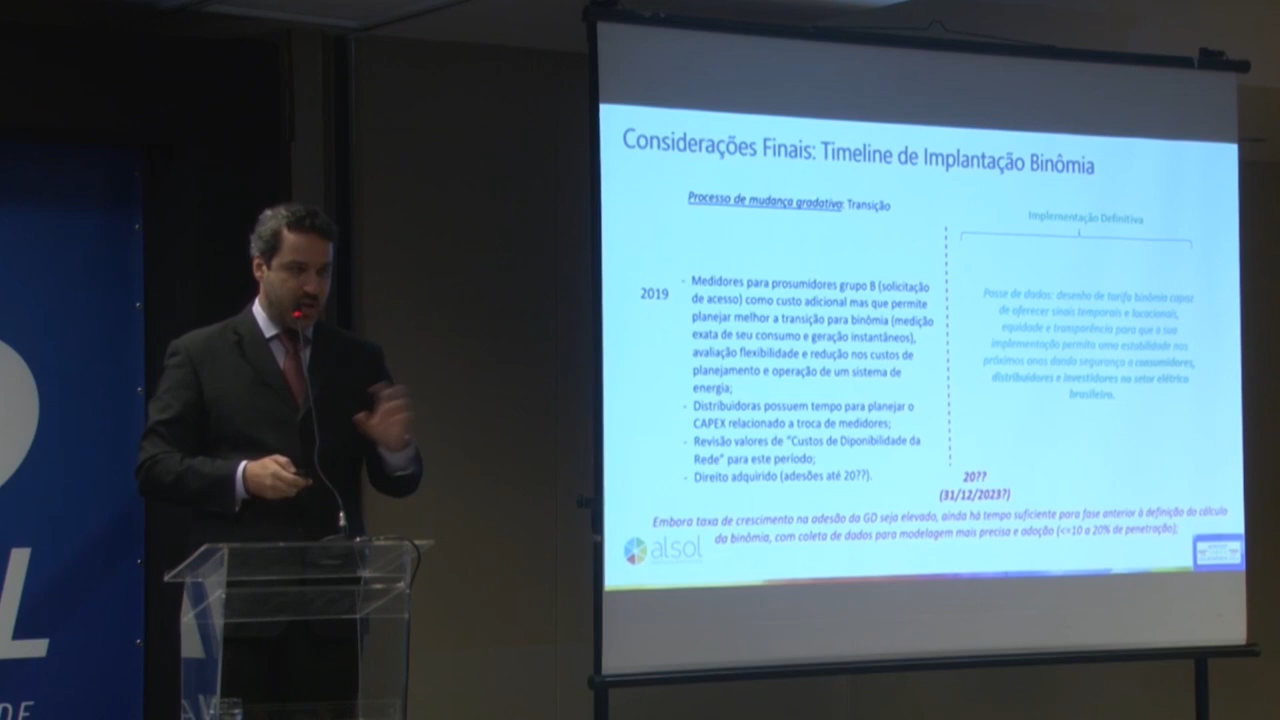 Considerações Finais: Timeline de Implantação Binômia
Processo de mudança gradativa: Transição
2019
- Medidores para prosumidores grupo B (solicitação
de acesso) como custo adicional mas que permite
planejar melhor a transição para binômia (medição
exata de seu consumo e geração instantâneos),
avaliação flexibilidade e redução nos custos de
planejamento e operação de um sistema de
energia;
- Distribuidoras possuem tempo para planejar o
CAPEX relacionado a troca de medidores;
- Revisão valores de "Custos de Diponibilidade da
Rede" para este período;
- Direito adquirido (adesões até 20??).
Implementação Definitiva
Posse de dados: desenho de tarifa binômia capaz
de oferecer sinais temporais e locacionais,
equidade e transparência para que a sua
implementação permita uma estabilidade nos
próximos anos dando segurança a consumidores,
distribuidores e investidores no setor elétrico
brasileiro.
20??
(31/12/2023?)
Embora taxa de crescimento na adesão da GD seja elevado, ainda há tempo suficiente para fase anterior à definição do cálculo
da binômia, com coleta de dados para modelagem mais precisa e adoção (<=10 a 20% de penetração);
alsol
L
DE